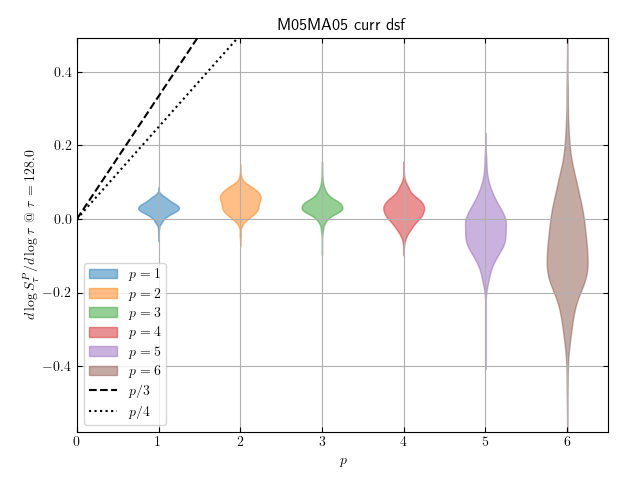 M05MA05 curr dsf
d log S_τ^P / d log τ @ τ = 128.0
0.4
0.2
0.0
−0.2
−0.4
p = 1
p = 2
p = 3
p = 4
p = 5
p = 6
p/3
p/4
0 1 2 3 4 5 6
p